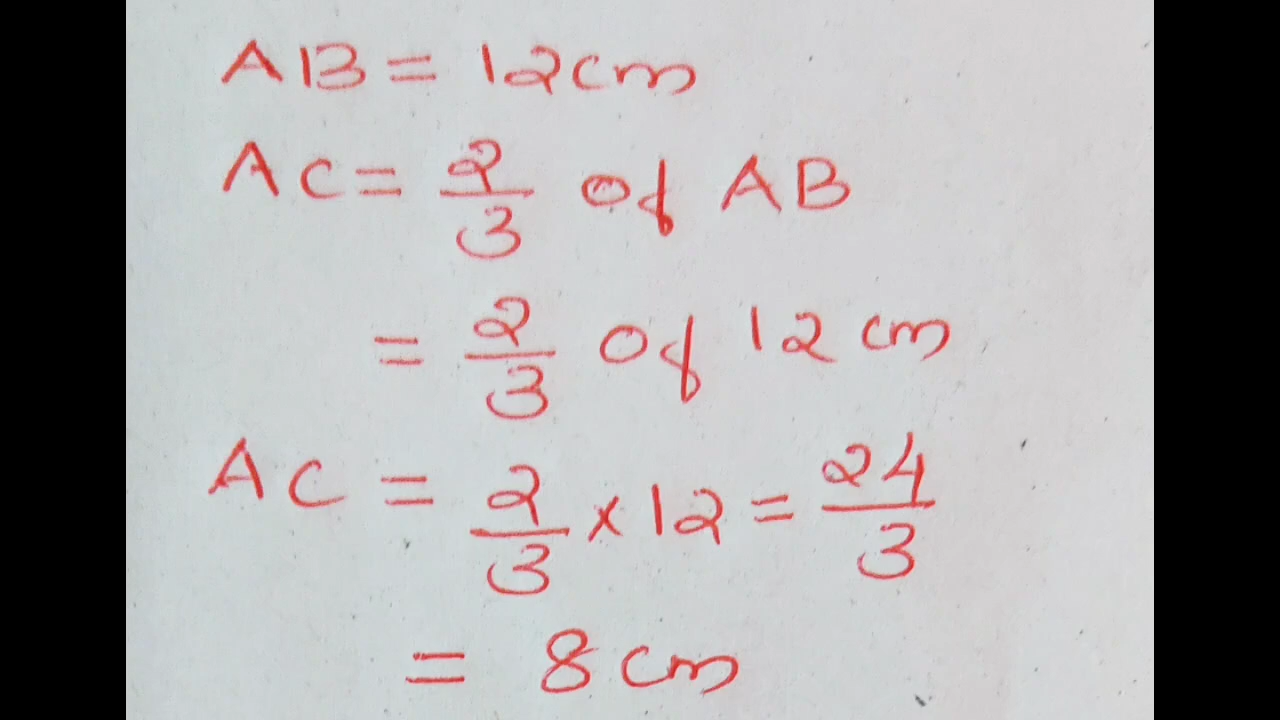 AB = 12cm
AC = 2/3 of AB
= 2/3 of 12 cm
AC = 2/3 × 12 = 24/3
= 8 cm